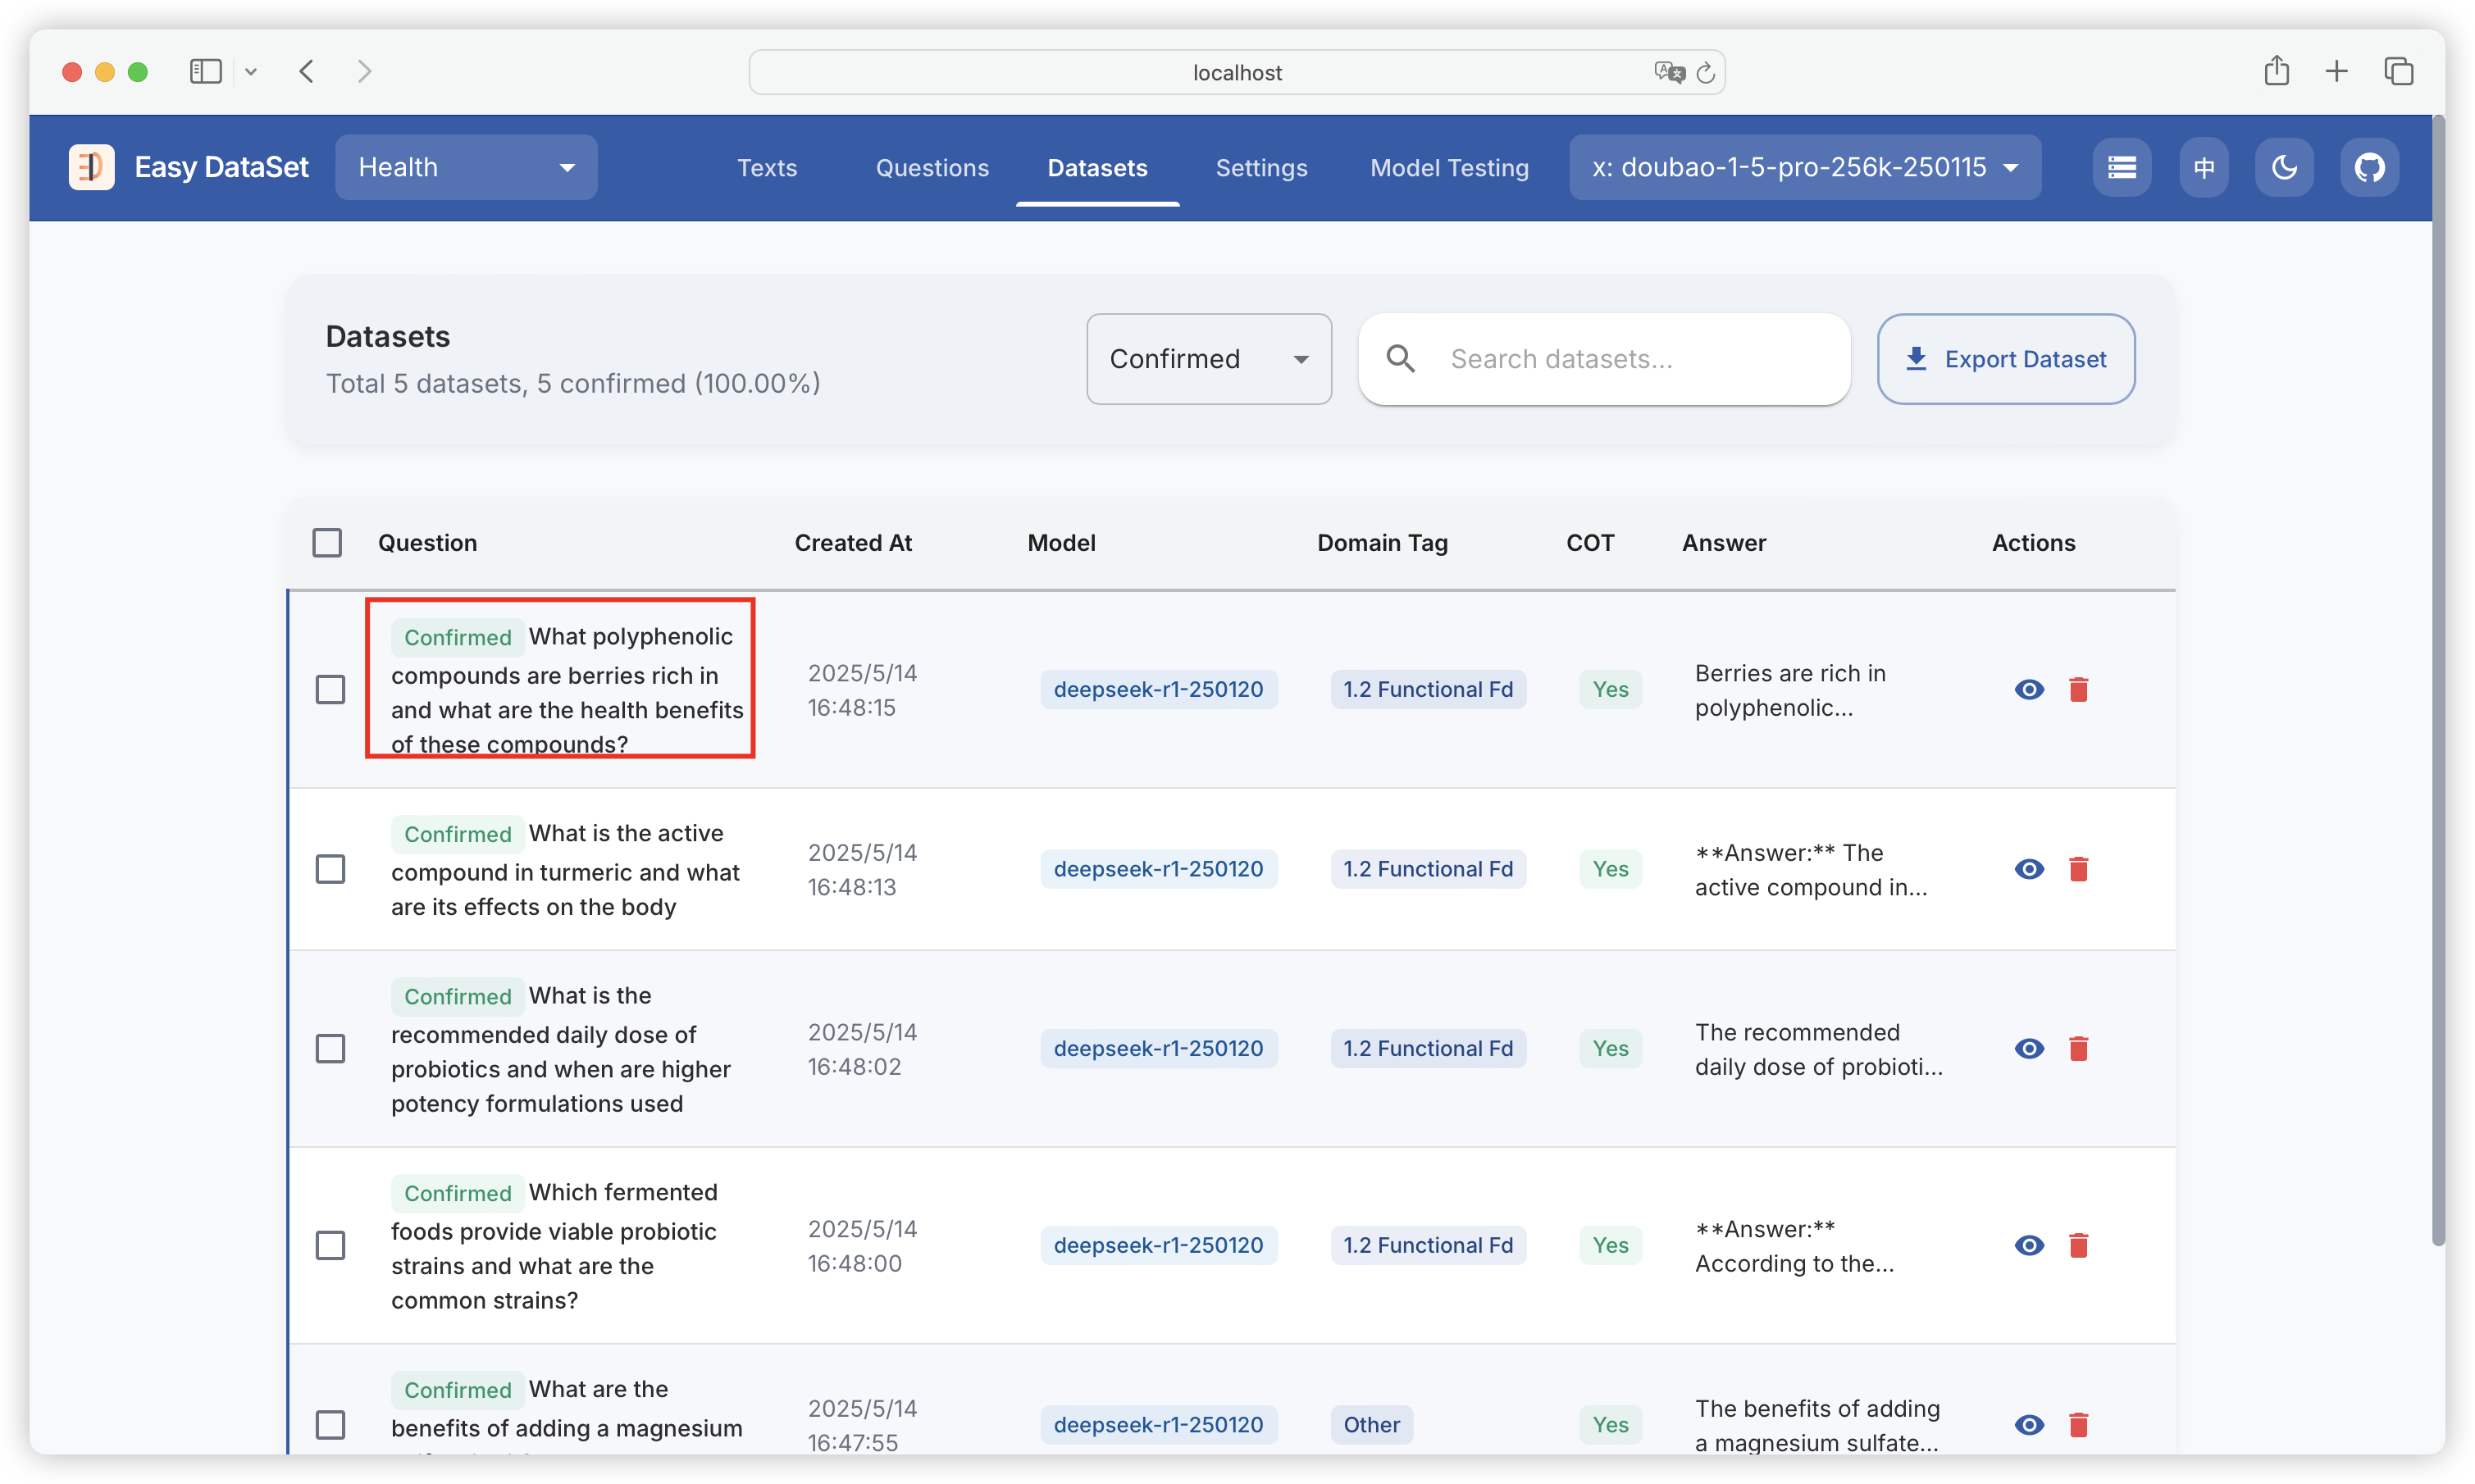 localhost
Easy DataSet
Health
Texts
Questions
Datasets
Settings
Model Testing
x: doubao-1-5-pro-256k-250115
中
Datasets
Total 5 datasets, 5 confirmed (100.00%)
Confirmed
Search datasets...
Export Dataset
Question
Created At
Model
Domain Tag
COT
Answer
Actions
Confirmed What polyphenolic
compounds are berries rich in
and what are the health benefits
of these compounds?
2025/5/14
16:48:15
deepseek-r1-250120
1.2 Functional Fd
Yes
Berries are rich in
polyphenolic...
Confirmed What is the active
compound in turmeric and what
are its effects on the body
2025/5/14
16:48:13
deepseek-r1-250120
1.2 Functional Fd
Yes
**Answer:** The
active compound in...
Confirmed What is the
recommended daily dose of
probiotics and when are higher
potency formulations used
2025/5/14
16:48:02
deepseek-r1-250120
1.2 Functional Fd
Yes
The recommended
daily dose of probioti...
Confirmed Which fermented
foods provide viable probiotic
strains and what are the
common strains?
2025/5/14
16:48:00
deepseek-r1-250120
1.2 Functional Fd
Yes
**Answer:**
According to the...
Confirmed What are the
benefits of adding a magnesium
2025/5/14
16:47:55
deepseek-r1-250120
Other
Yes
The benefits of adding
a magnesium sulfate...